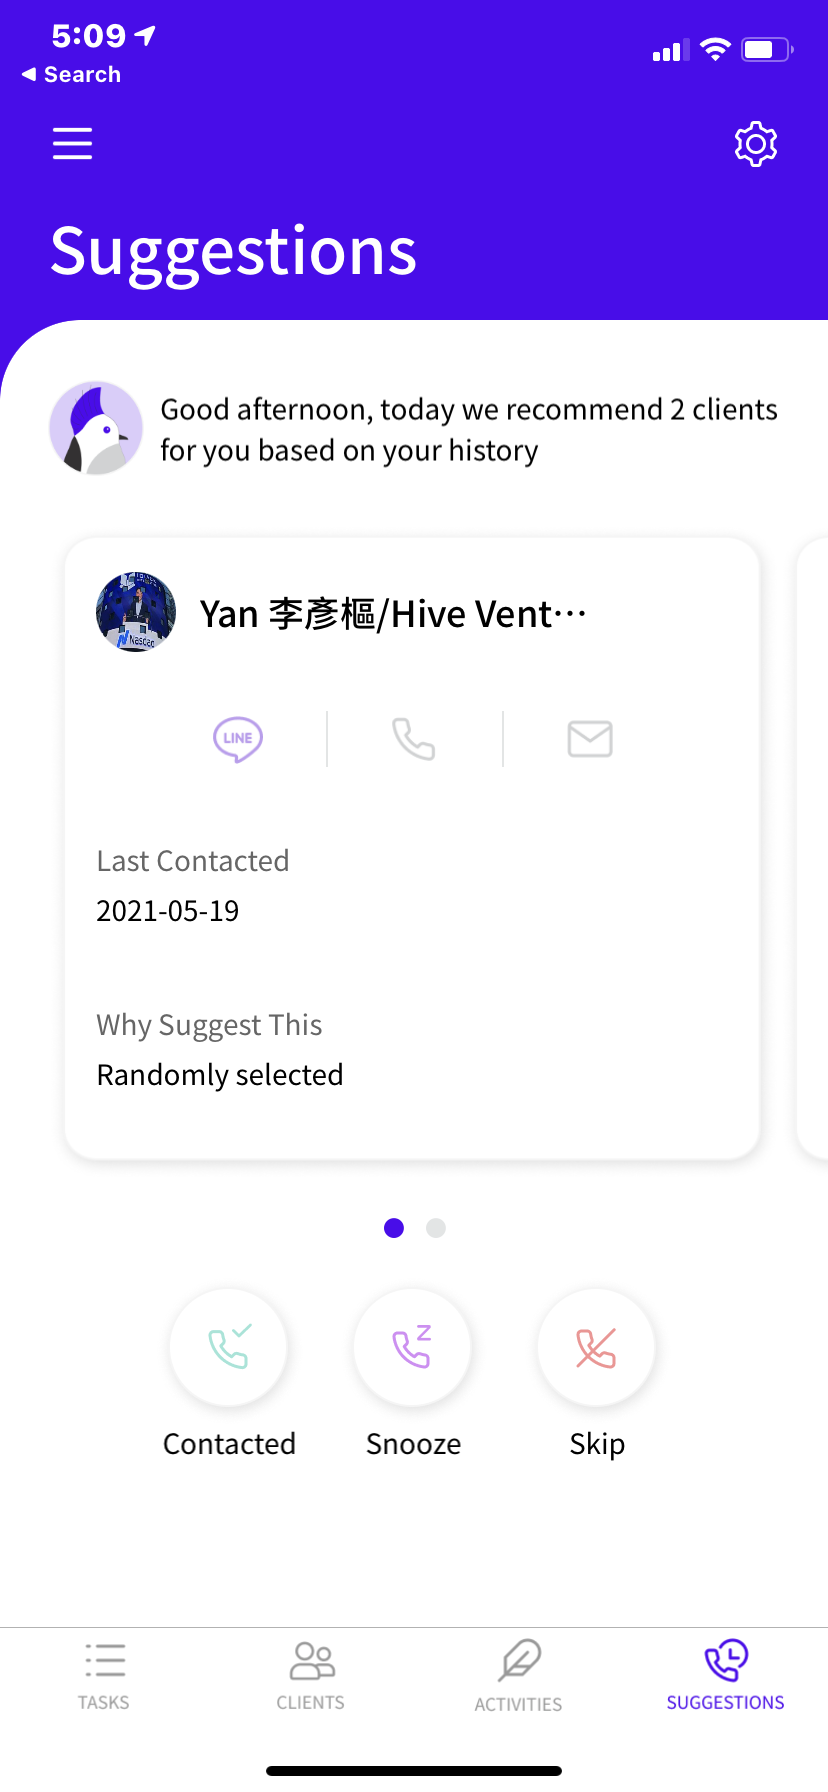 5:09
Search
Suggestions
Good afternoon, today we recommend 2 clients
for you based on your history
Nasdaq
Yan 李彥樞/Hive Vent···
LINE
Last Contacted
2021-05-19
Why Suggest This
Randomly selected
Contacted
Snooze
Skip
TASKS
CLIENTS
ACTIVITIES
SUGGESTIONS